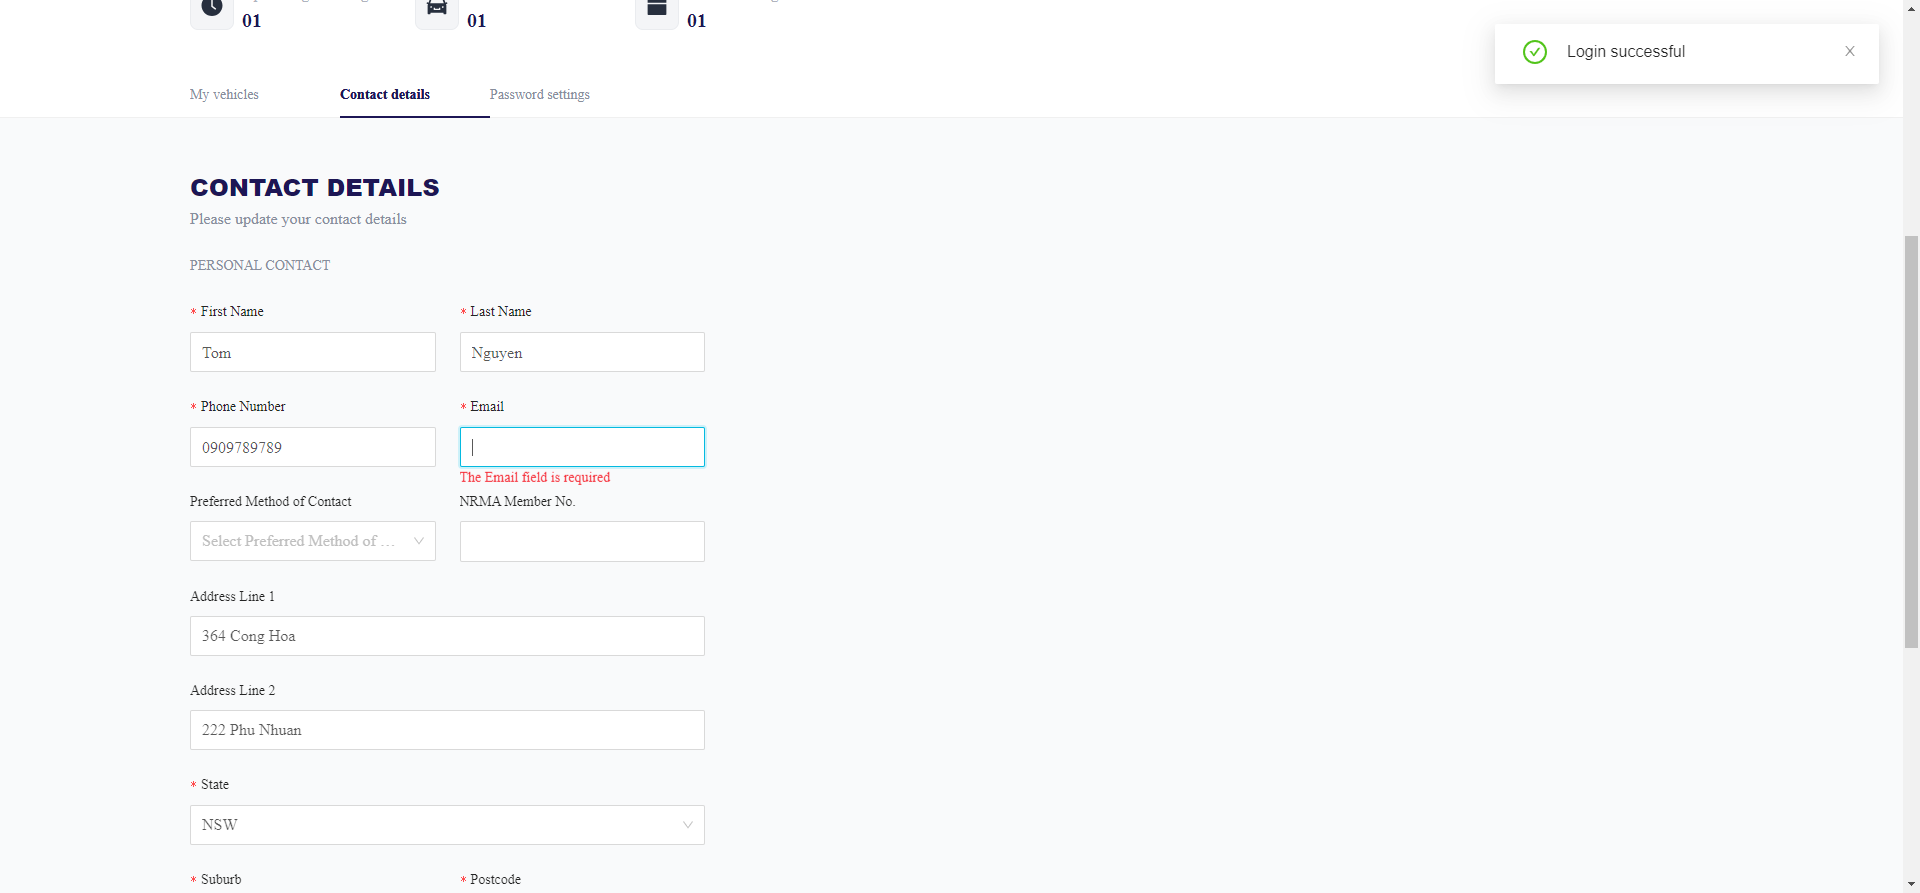 01 01 01
Login successful X
My vehicles Contact details Password settings
CONTACT DETAILS
Please update your contact details
PERSONAL CONTACT
* First Name * Last Name
Tom Nguyen
* Phone Number * Email
0909789789
The Email field is required
Preferred Method of Contact NRMA Member No.
Select Preferred Method of ...
Address Line 1
364 Cong Hoa
Address Line 2
222 Phu Nhuan
* State
NSW
* Suburb * Postcode